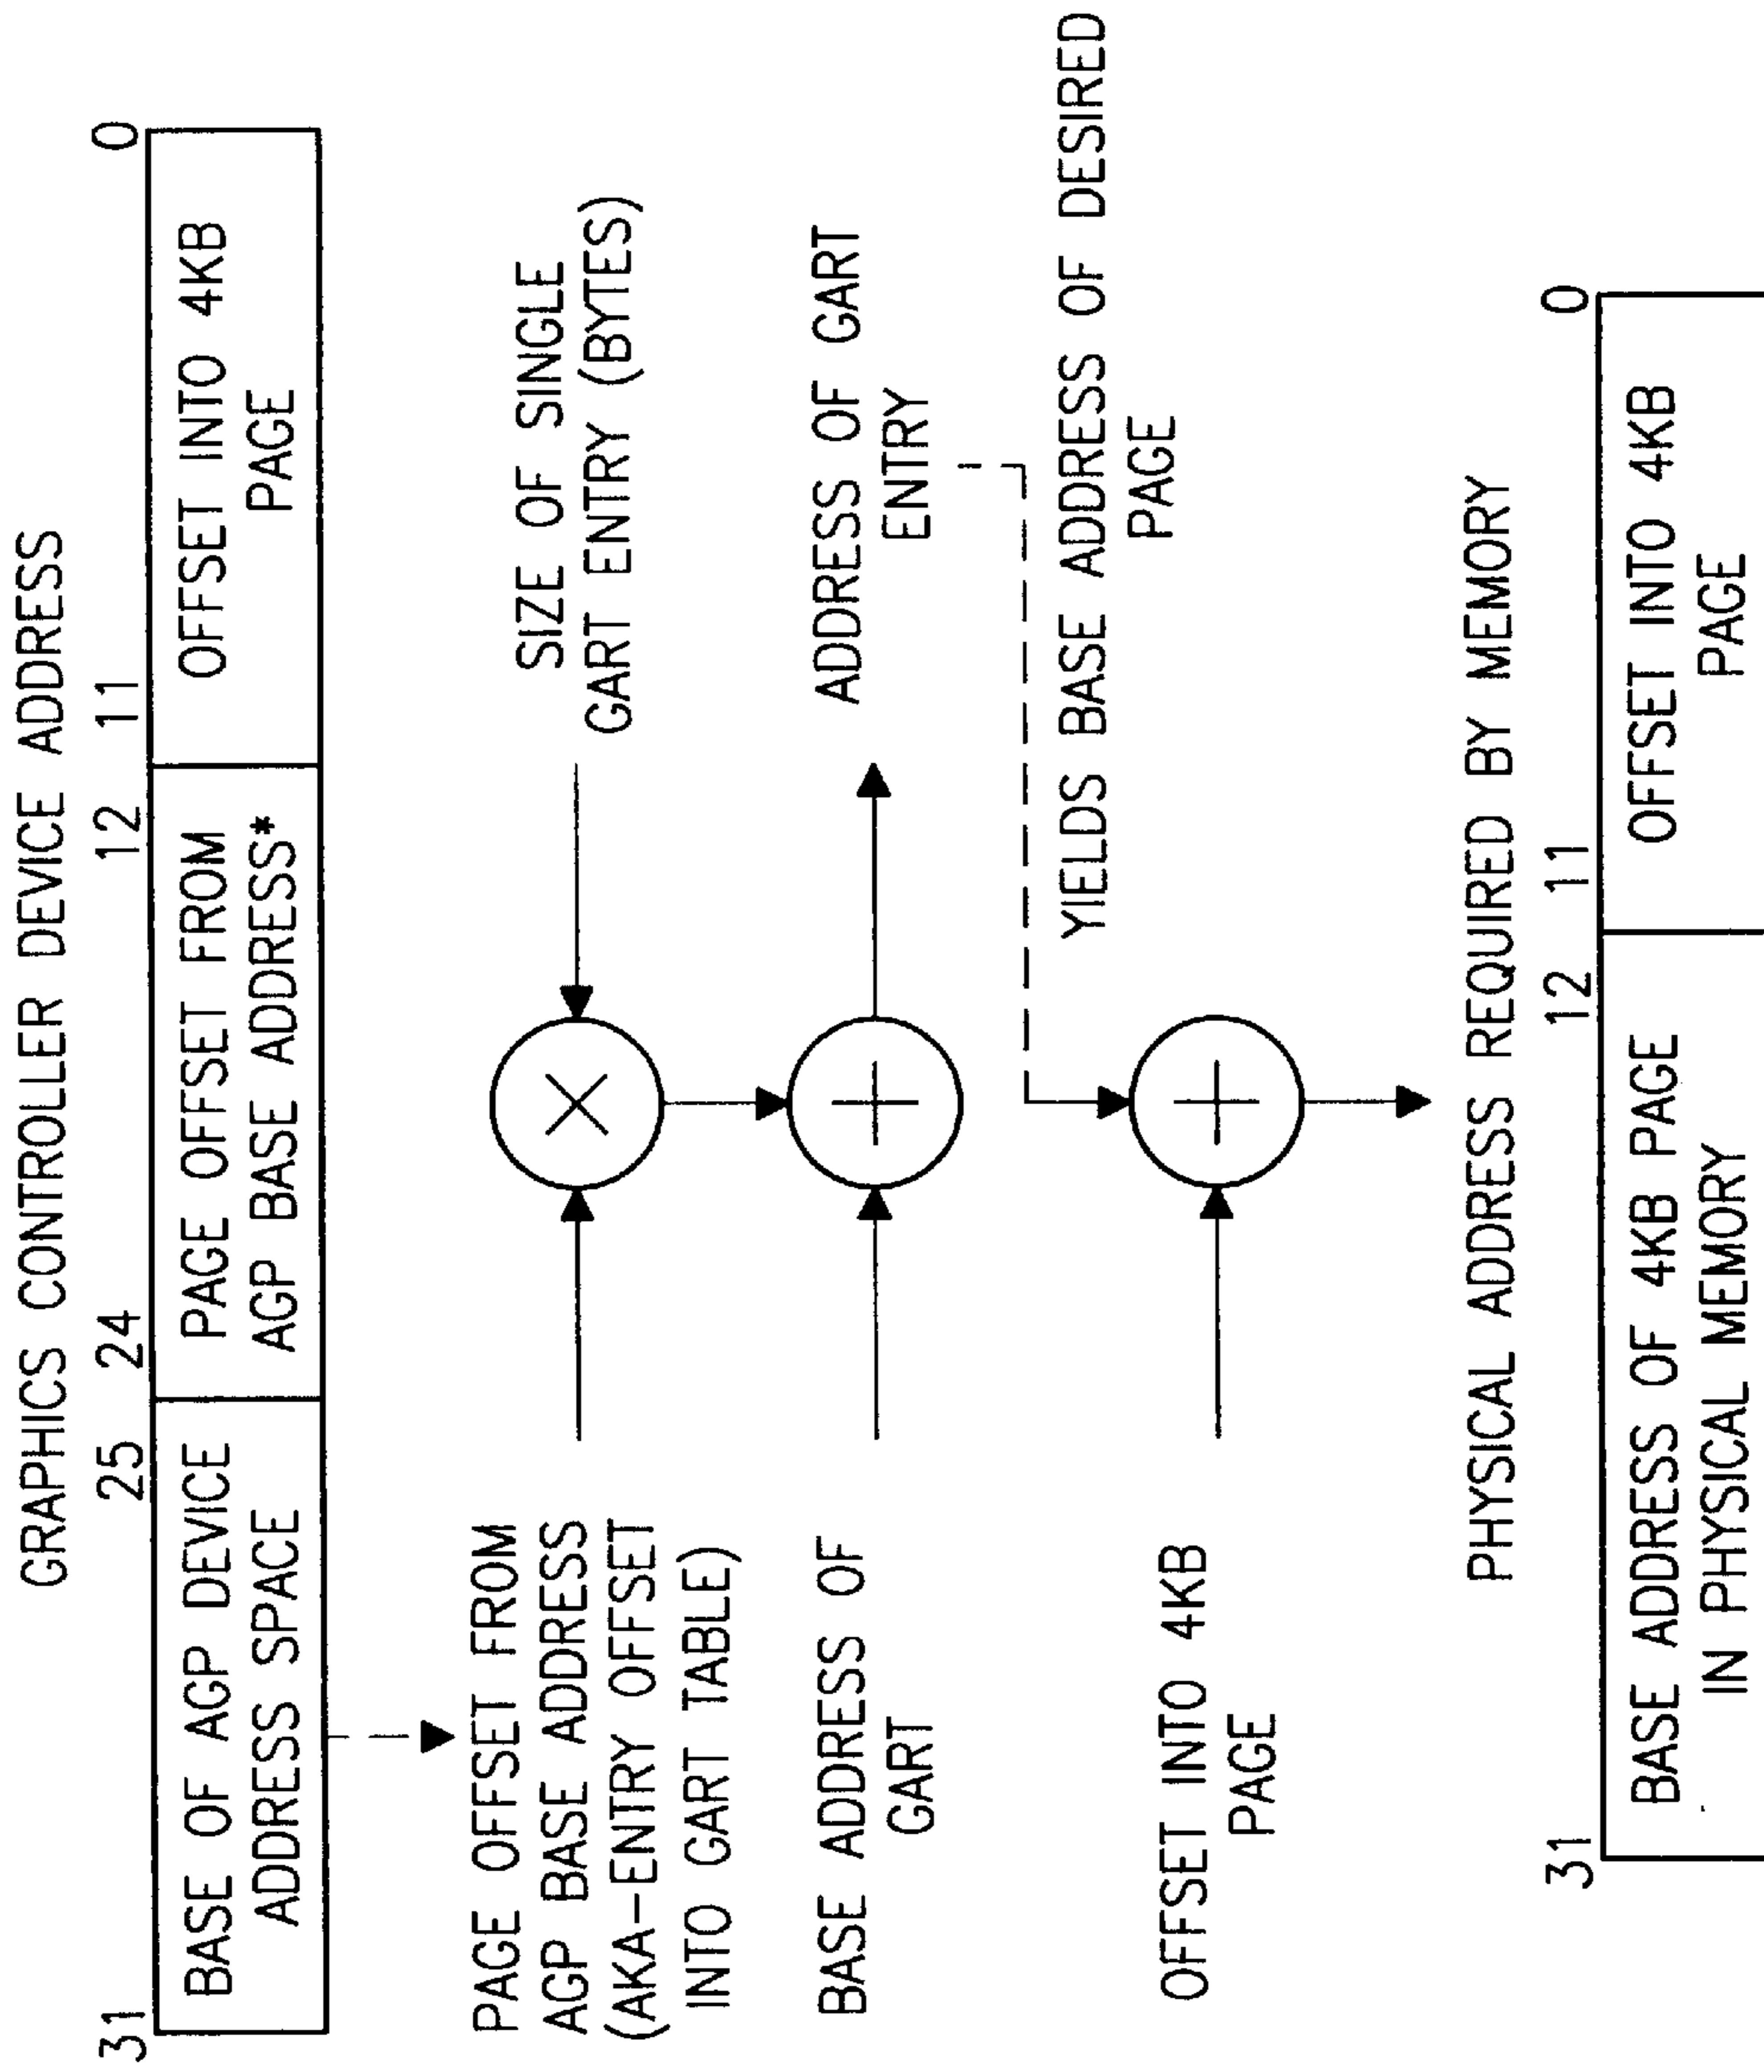 GRAPHICS CONTROLLER DEVICE ADDRESS
31 25 24 12 11 0
BASE OF AGP DEVICE
ADDRESS SPACE
PAGE OFFSET FROM
AGP BASE ADDRESS*
OFFSET INTO 4KB
PAGE
PAGE OFFSET FROM
AGP BASE ADDRESS
(AKA-ENTRY OFFSET
INTO GART TABLE)
SIZE OF SINGLE
GART ENTRY (BYTES)
BASE ADDRESS OF
GART
ADDRESS OF GART
ENTRY
YIELDS BASE ADDRESS OF DESIRED
PAGE
OFFSET INTO 4KB
PAGE
PHYSICAL ADDRESS REQUIRED BY MEMORY
31 12 11 0
BASE ADDRESS OF 4KB PAGE
IN PHYSICAL MEMORY
OFFSET INTO 4KB
PAGE